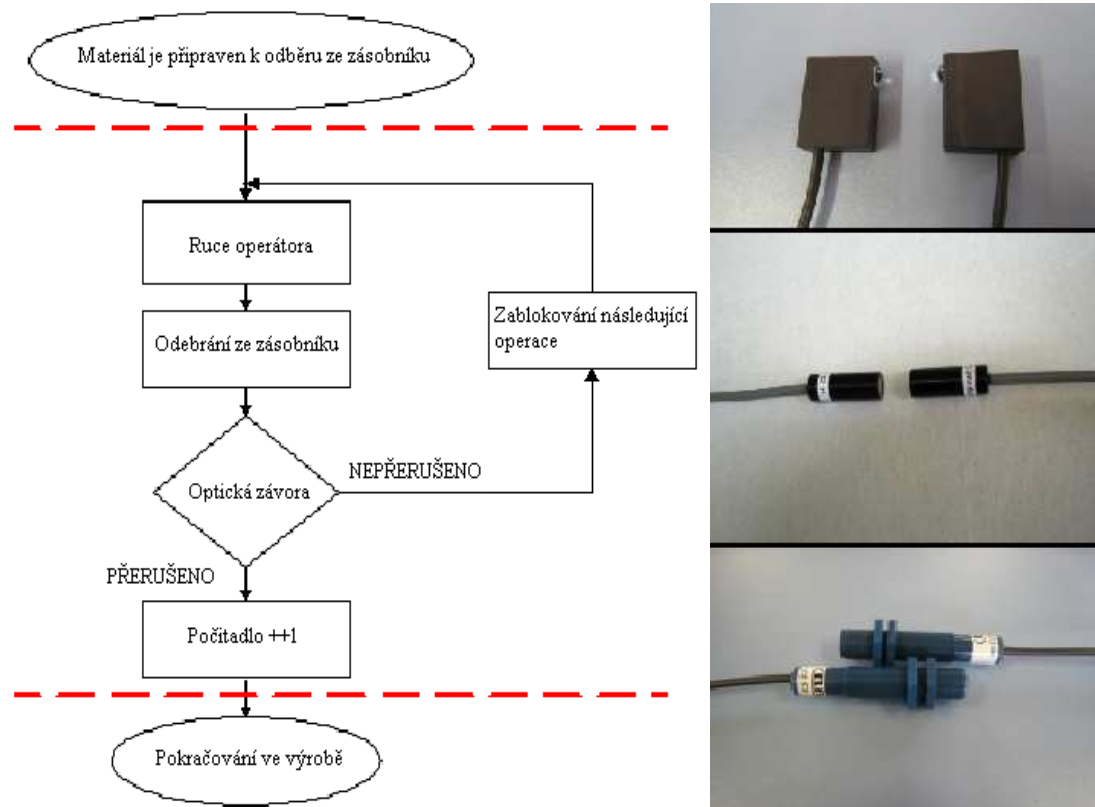 Materiál je připraven k odběru ze zásobníku
Ruce operátora
Odebrání ze zásobníku
Zablokování následující
operace
NEPŘERUŠENO
Optická závora
PŘERUŠENO
Počitadlo ++1
Pokračování ve výrobě